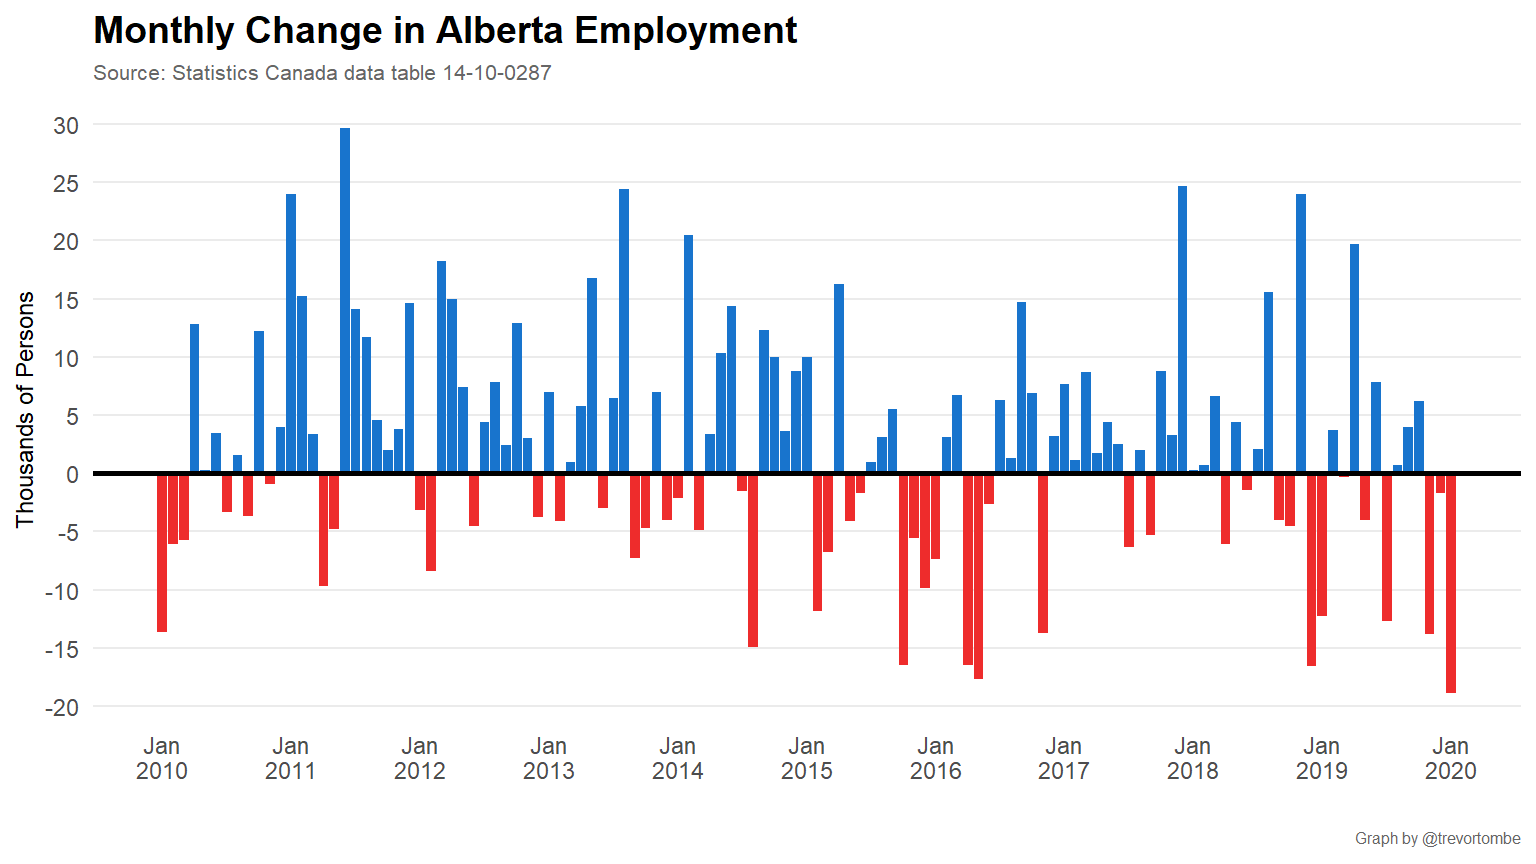 Monthly Change in Alberta Employment
Source: Statistics Canada data table 14-10-0287
Thousands of Persons
30
25
20
15
10
5
0
-5
-10
-15
-20
Jan 2010
Jan 2011
Jan 2012
Jan 2013
Jan 2014
Jan 2015
Jan 2016
Jan 2017
Jan 2018
Jan 2019
Jan 2020
Graph by @trevortombe